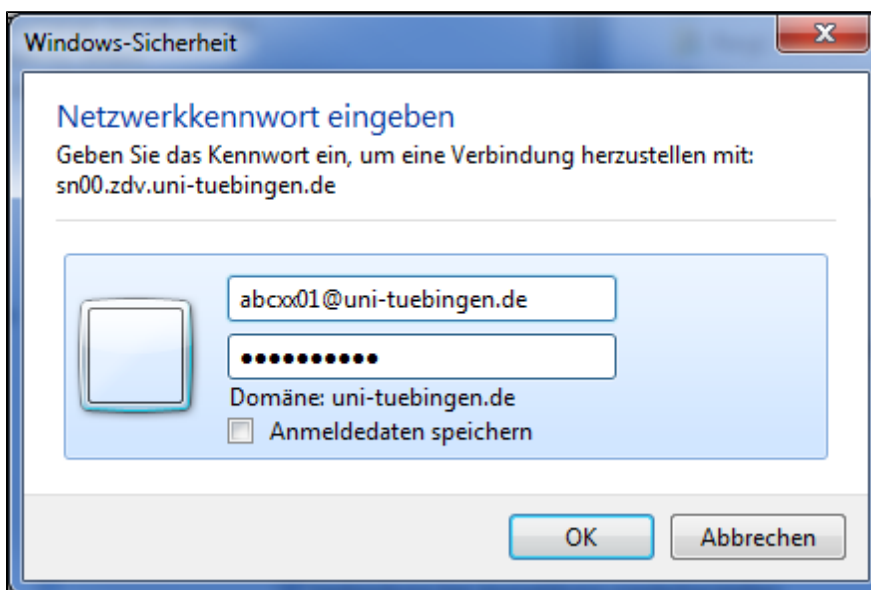 Windows-Sicherheit
Netzwerkkennwort eingeben
Geben Sie das Kennwort ein, um eine Verbindung herzustellen mit:
sn00.zdv.uni-tuebingen.de
abcxx01@uni-tuebingen.de
●●●●●●●●●●
Domäne: uni-tuebingen.de
Anmeldedaten speichern
OK
Abbrechen